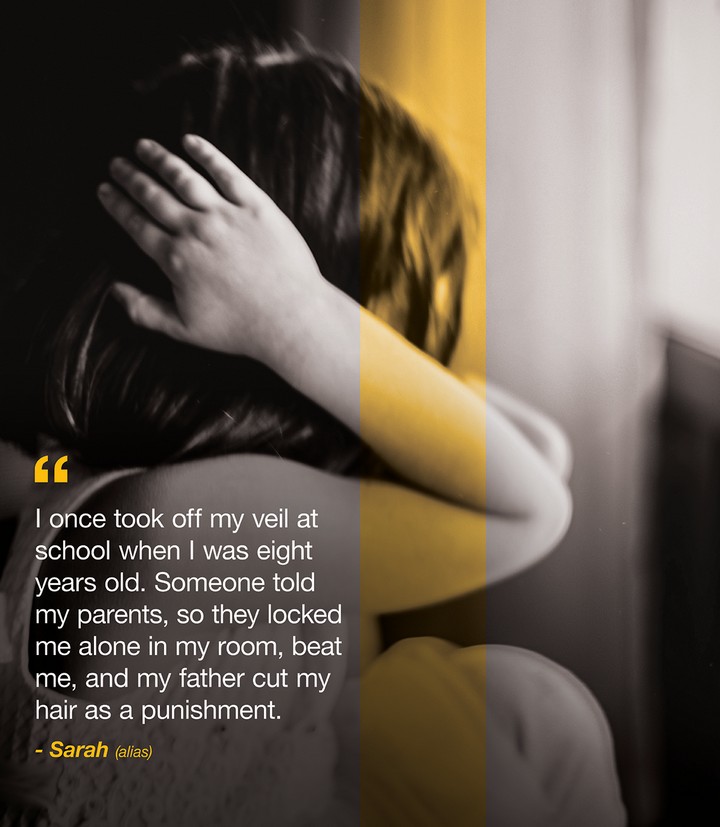 “
I once took off my veil at
school when I was eight
years old. Someone told
my parents, so they locked
me alone in my room, beat
me, and my father cut my
hair as a punishment.
- Sarah (alias)